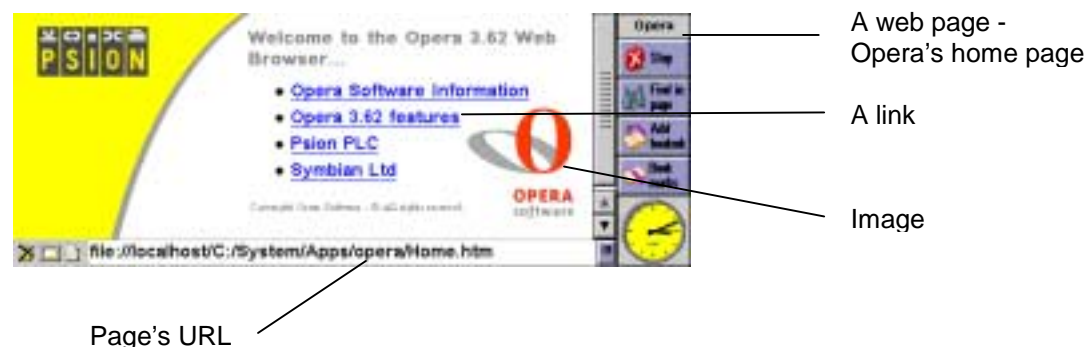 PSION
Welcome to the Opera 3.62 Web
Browser...
• Opera Software Information
• Opera 3.62 features
• Psion PLC
• Symbian Ltd
OPERA
software
file://localhost/C:/System/Apps/opera/Home.htm
Opera
Stop
Find in
page
Add
A web page -
Opera's home page
A link
Image
Page's URL